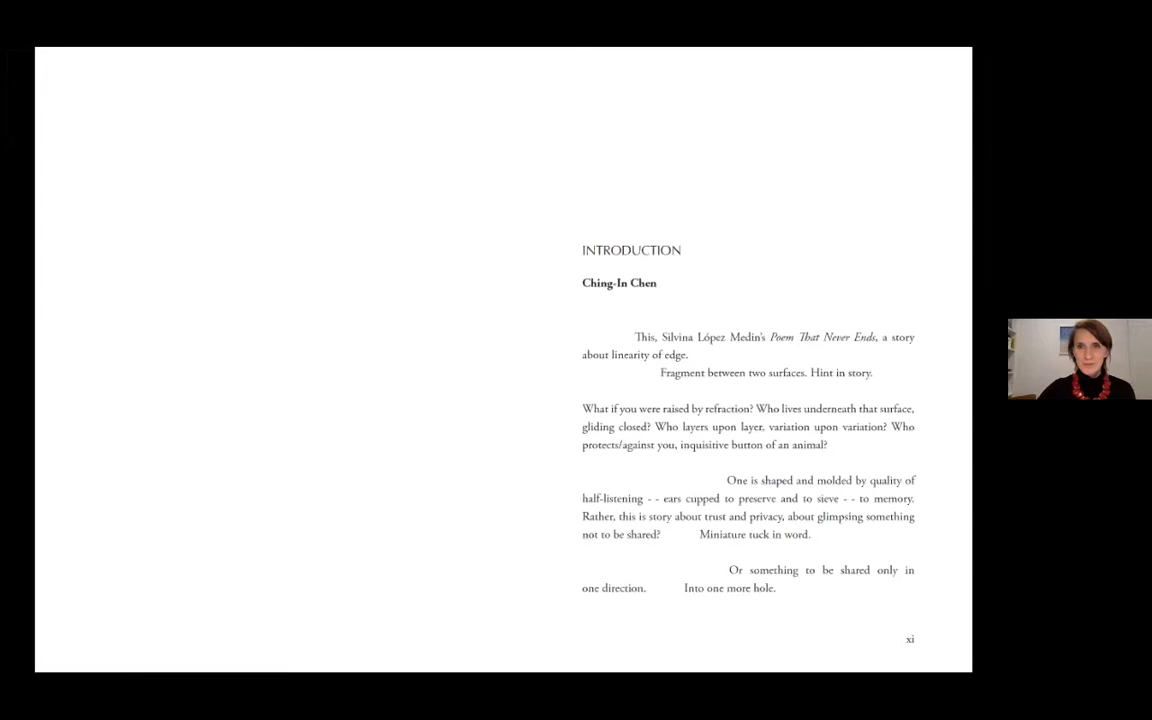 INTRODUCTION
Ching-In Chen
This, Silvina López Medin's Poem That Never Ends, a story
about linearity of edge.
Fragment between two surfaces. Hint in story.
What if you were raised by refraction? Who lives underneath that surface,
gliding closed? Who layers upon layer, variation upon variation? Who
protects/against you, inquisitive button of an animal?
One is shaped and molded by quality of
half-listening - - ears cupped to preserve and to sieve - - to memory.
Rather, this is story about trust and privacy, about glimpsing something
not to be shared? Miniature tuck in word.
Or something to be shared only in
one direction. Into one more hole.
xi